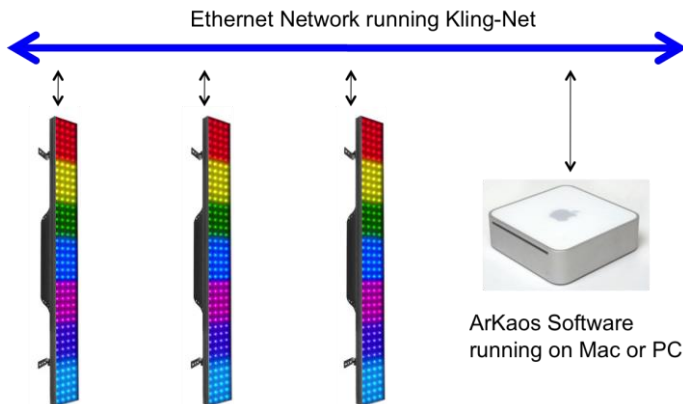 Ethernet Network running Kling-Net
ArKaos Software
running on Mac or PC